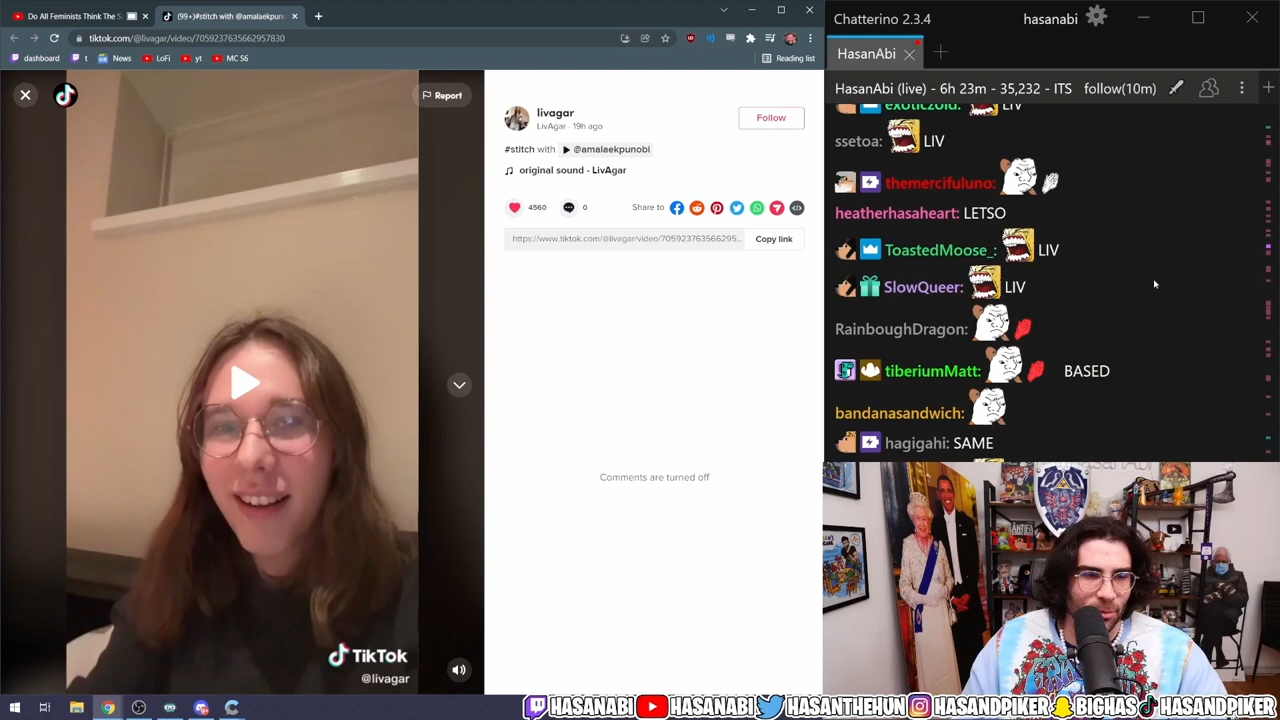 Do All Feminists Think The S
(99+)#stitch with @amalaekpuno
tiktok.com/@livagar/video/7059237635662957830
dashboard
t
News
LoFi
yt
MC S6
Reading list
Report
livagar
LivAgar · 19h ago
Follow
#stitch with @amalaekpunobi
original sound - LivAgar
4560
0
Share to
https://www.tiktok.com/@livagar/video/705923763566295...
Copy link
Comments are turned off
TikTok
@livagar
Chatterino 2.3.4
hasanabi
HasanAbi
HasanAbi (live) - 6h 23m - 35,232 - ITS
follow(10m)
exoticzoid: LIV
ssetoa: LIV
themercifuluno:
heatherhasaheart: LETSO
ToastedMoose_: LIV
SlowQueer: LIV
RainboughDragon:
tiberiumMatt: BASED
bandanasandwich:
hagigahi: SAME
HASANABI HASANABI HASANTHEHUN HASANDPIKER BIGHAS HASANDPIKER